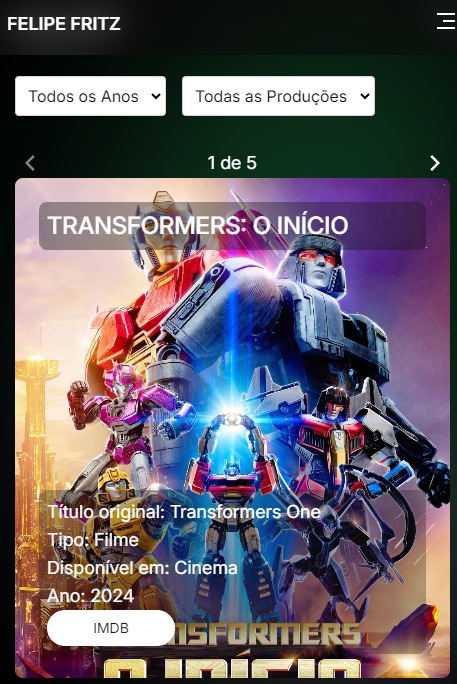 FELIPE FRITZ
Todos os Anos
Todas as Produções
1 de 5
TRANSFORMERS: O INÍCIO
Título original: Transformers One
Tipo: Filme
Disponível em: Cinema
Ano: 2024
IMDB
NSFORMERS
O INÍCIO